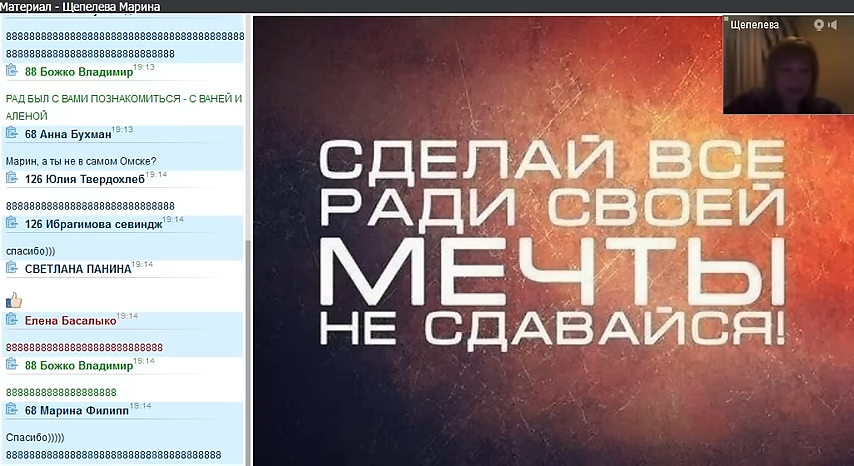 Материал - Щепелева Марина
888888888888888888888888888888888888888888
88888888888888888888888888888
88 Божко Владимир 19:13
РАД БЫЛ С ВАМИ ПОЗНАКОМИТЬСЯ - С ВАНЕЙ И
АЛЕНОЙ
68 Анна Бухман 19:13
Марин, а ты не в самом Омске?
126 Юлия Твердохлеб 19:14
88888888888888888888888888888
126 Ибрагимова севиндж 19:14
спасибо)))
СВЕТЛАНА ПАНИНА 19:14
Елена Басалыко 19:14
888888888888888888888888888
88 Божко Владимир 19:14
8888888888888888888
68 Марина Филипп 19:14
Спасибо)))))
8888888888888888888888888888888888888
Щепелева
СДЕЛАЙ ВСЕ
РАДИ СВОЕЙ
МЕЧТЫ
НЕ СДАВАЙСЯ!